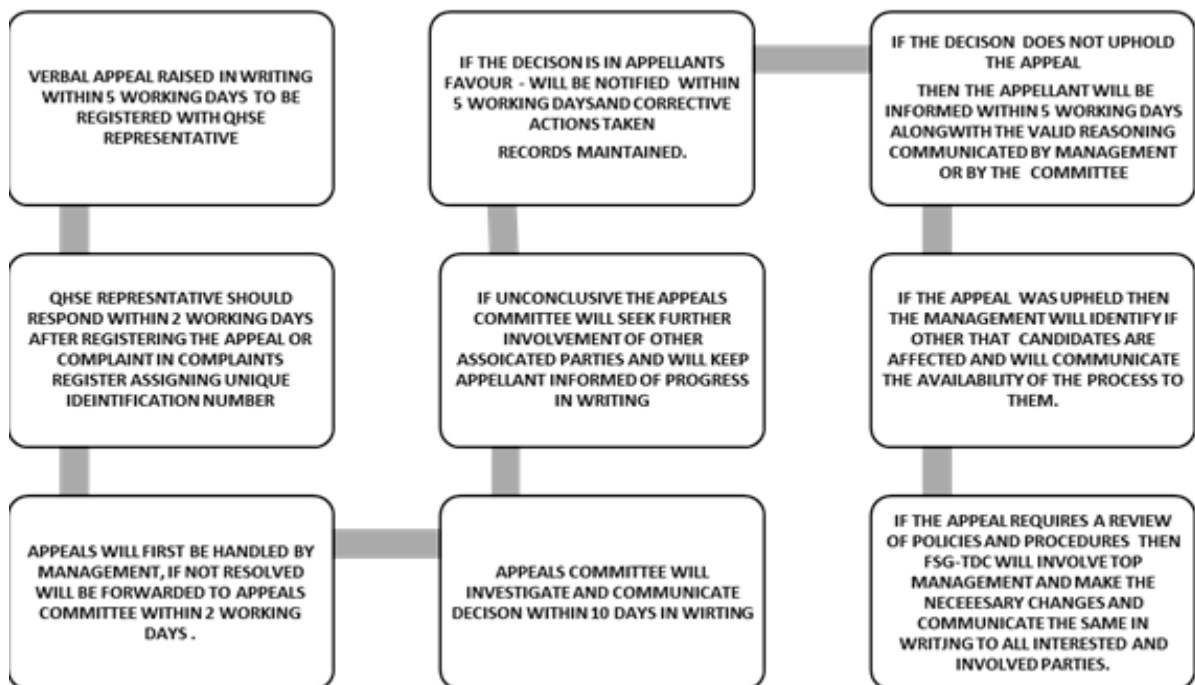 VERBAL APPEAL RAISED IN WRITING
WITHIN 5 WORKING DAYS TO BE
REGISTERED WITH QHSE
REPRESENTATIVE
QHSE REPRESNTATIVE SHOULD
RESPOND WITHIN 2 WORKING DAYS
AFTER REGISTERING THE APPEAL OR
COMPLAINT IN COMPLAINTS
REGISTER ASSIGNING UNIQUE
IDEINTIFICATION NUMBER
APPEALS WILL FIRST BE HANDLED BY
MANAGEMENT, IF NOT RESOLVED
WILL BE FORWARDED TO APPEALS
COMMITTEE WITHIN 2 WORKING
DAYS .
APPEALS COMMITTEE WILL
INVESTIGATE AND COMMUNICATE
DECISON WITHIN 10 DAYS IN WIRTING
IF UNCONCLUSIVE THE APPEALS
COMMITTEE WILL SEEK FURTHER
INVOLVEMENT OF OTHER
ASSOICATED PARTIES AND WILL KEEP
APPELLANT INFORMED OF PROGRESS
IN WRITING
IF THE DECISION IS IN APPELLANTS
FAVOUR - WILL BE NOTIFIED WITHIN
5 WORKING DAYSAND CORRECTIVE
ACTIONS TAKEN
RECORDS MAINTAINED.
IF THE DECISON DOES NOT UPHOLD
THE APPEAL
THEN THE APPELLANT WILL BE
INFORMED WITHIN 5 WORKING DAYS
ALONGWITH THE VALID REASONING
COMMUNICATED BY MANAGEMENT
OR BY THE COMMITTEE
IF THE APPEAL WAS UPHELD THEN
THE MANAGEMENT WILL IDENTIFY IF
OTHER THAT CANDIDATES ARE
AFFECTED AND WILL COMMUNICATE
THE AVAILABILITY OF THE PROCESS TO
THEM.
IF THE APPEAL REQUIRES A REVIEW
OF POLICIES AND PROCEDURES THEN
FSG-TDC WILL INVOLVE TOP
MANAGEMENT AND MAKE THE
NECEEESARY CHANGES AND
COMMUNICATE THE SAME IN
WRITJNG TO ALL INTERESTED AND
INVOLVED PARTIES.